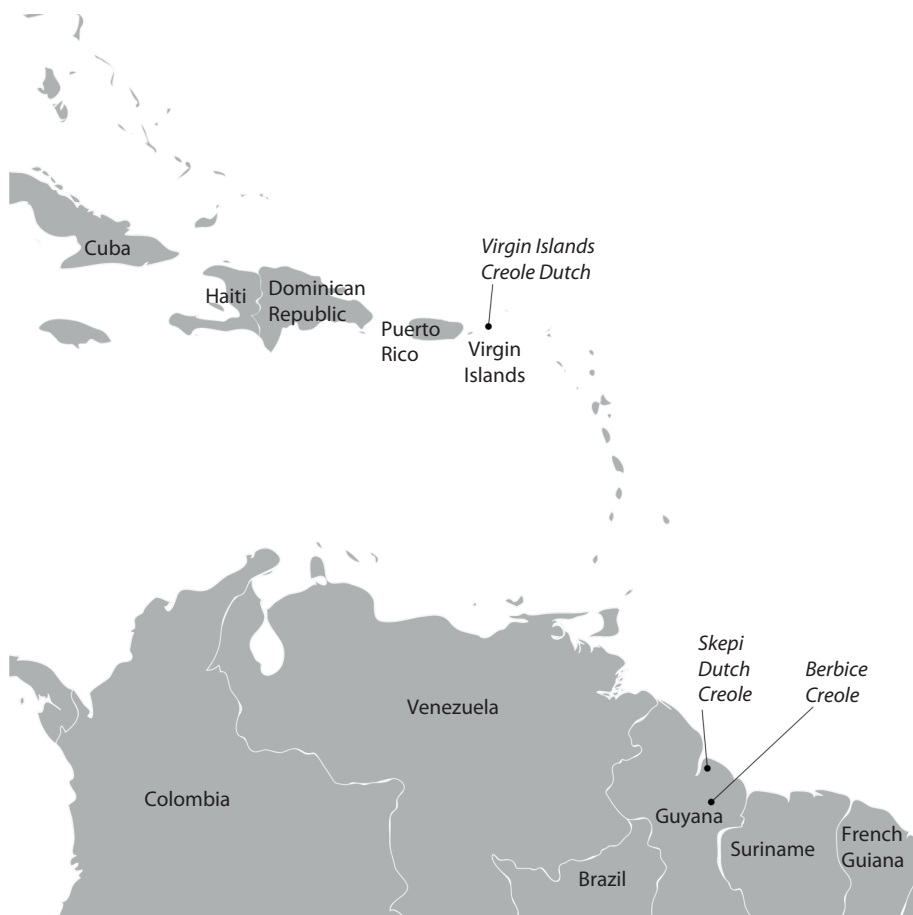 Virgin Islands
Creole Dutch
Cuba
Haiti
Dominican
Republic
Puerto
Rico
Virgin
Islands
Skepi
Dutch
Creole
Berbice
Creole
Venezuela
Colombia
Guyana
Suriname
French
Guiana
Brazil